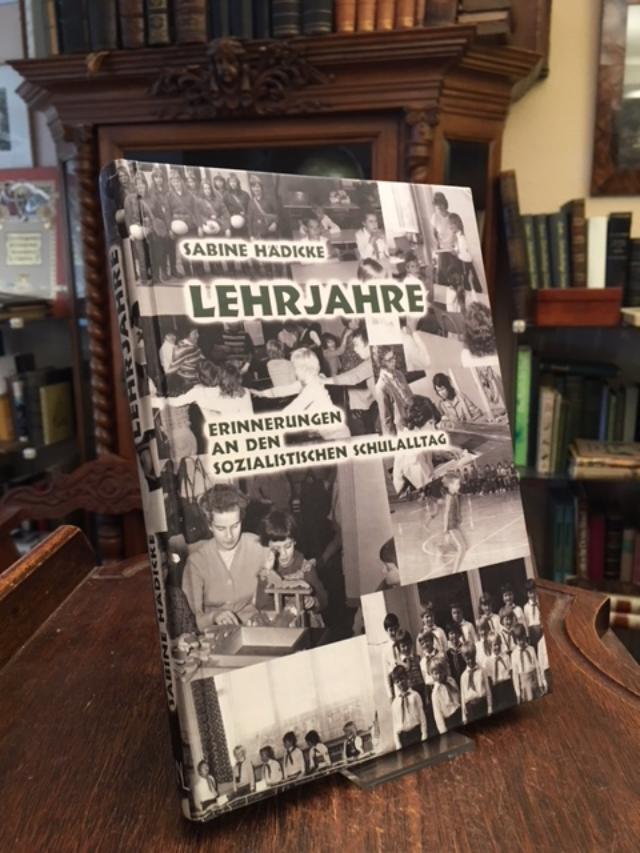 SABINE HÄDICKE
LEHRJAHRE
ERINNERUNGEN
AN DEN
SOZIALISTISCHEN SCHULALLTAG
LEHRJAHRE
SABINE HÄDICKE